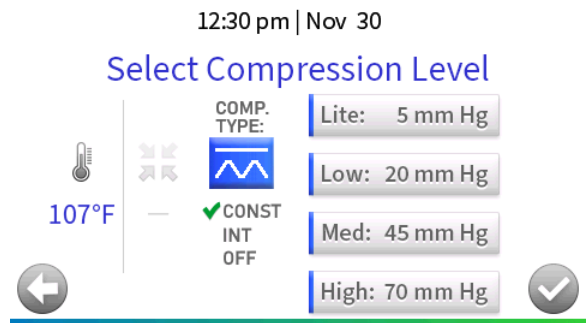 12:30 pm | Nov 30
Select Compression Level
107°F
COMP.
TYPE:
CONST
INT
OFF
Lite: 5 mm Hg
Low: 20 mm Hg
Med: 45 mm Hg
High: 70 mm Hg